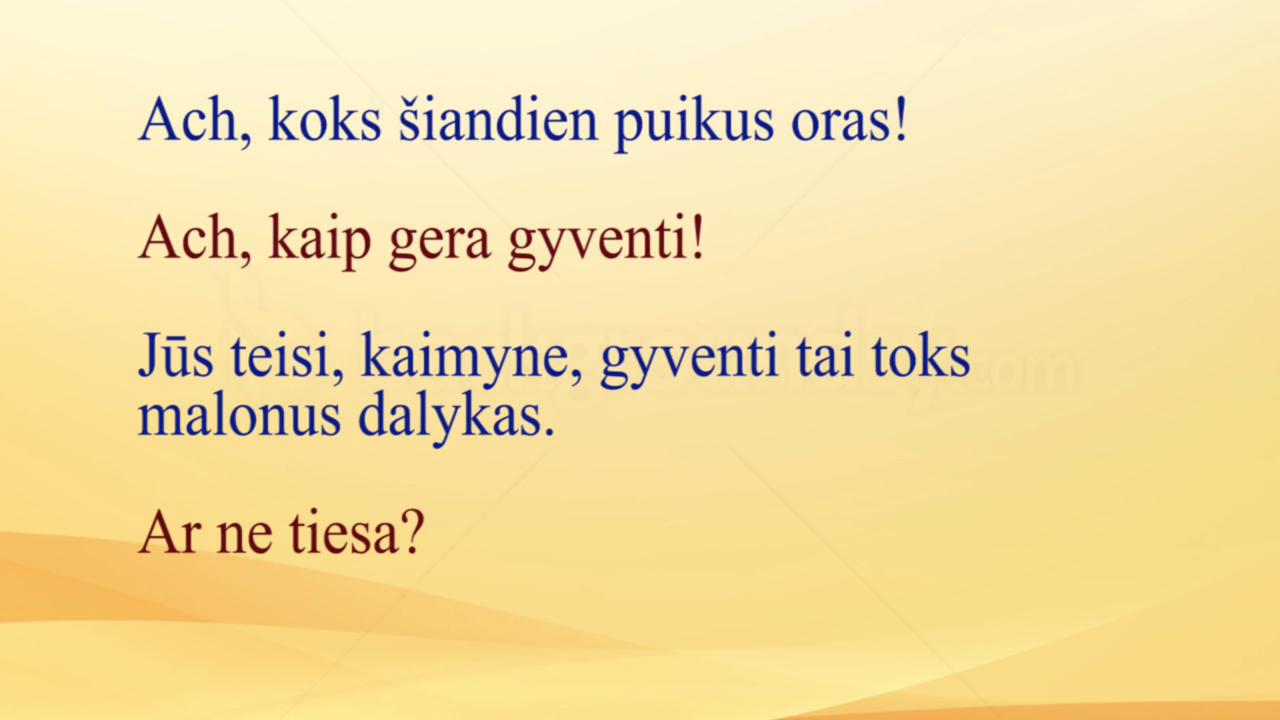 Ach, koks šiandien puikus oras!
Ach, kaip gera gyventi!
Jūs teisi, kaimyne, gyventi tai toks
malonus dalykas.
Ar ne tiesa?